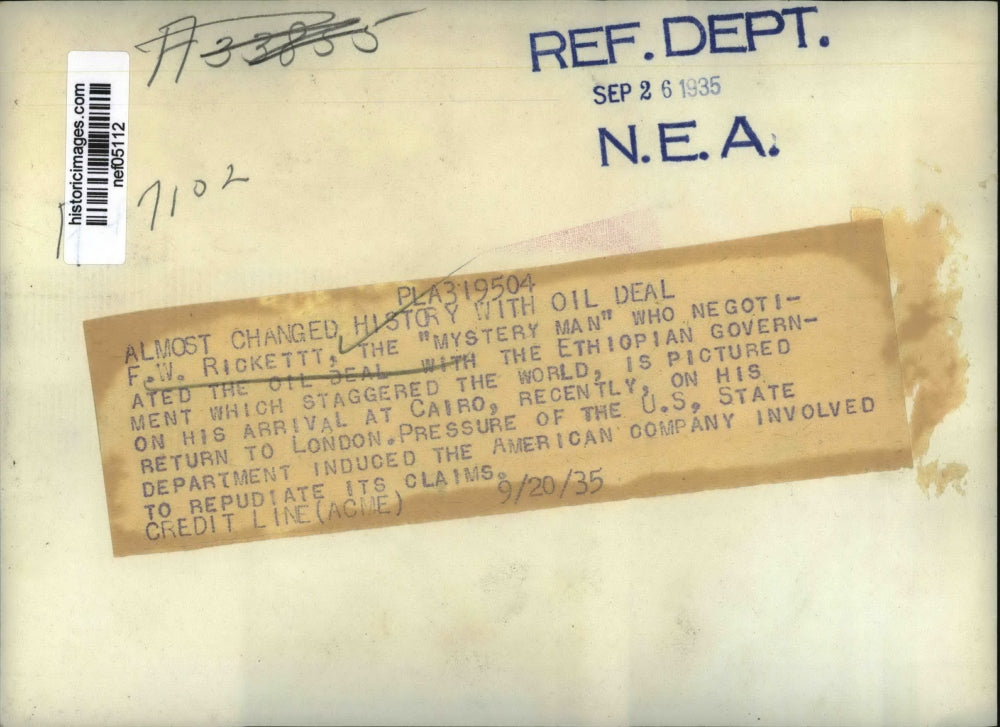 A33855
REF. DEPT.
SEP 26 1935
N.E.A.
historicimages.com
nef05112
7102
PLA319504
ALMOST CHANGED HISTORY WITH OIL DEAL
F.W. RICKETTT, THE "MYSTERY MAN" WHO NEGOTI-
ATED THE OIL DEAL WITH THE ETHIOPIAN GOVERN-
MENT WHICH STAGGERED THE WORLD, IS PICTURED
ON HIS ARRIVAL AT CAIRO, RECENTLY, ON HIS
RETURN TO LONDON. PRESSURE OF THE U.S. STATE
DEPARTMENT INDUCED THE AMERICAN COMPANY INVOLVED
TO REPUDIATE ITS CLAIMS.
CREDIT LINE (ACME) 9/20/35